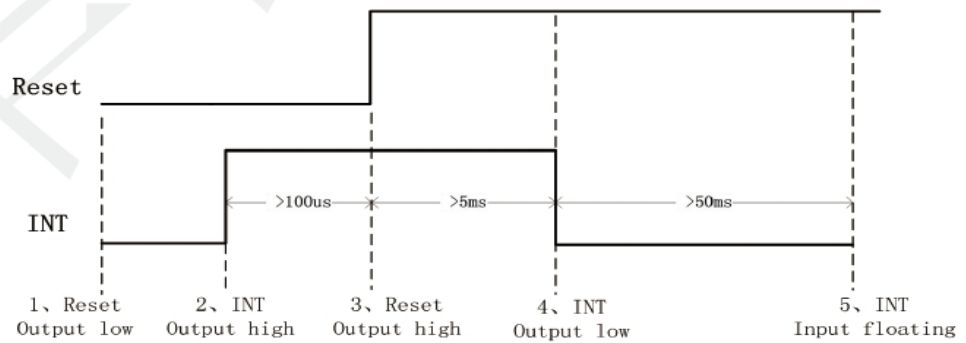 Reset
>100us
>5ms
>50ms
INT
1、Reset
Output low
2、INT
Output high
3、Reset
Output high
4、INT
Output low
5、INT
Input floating